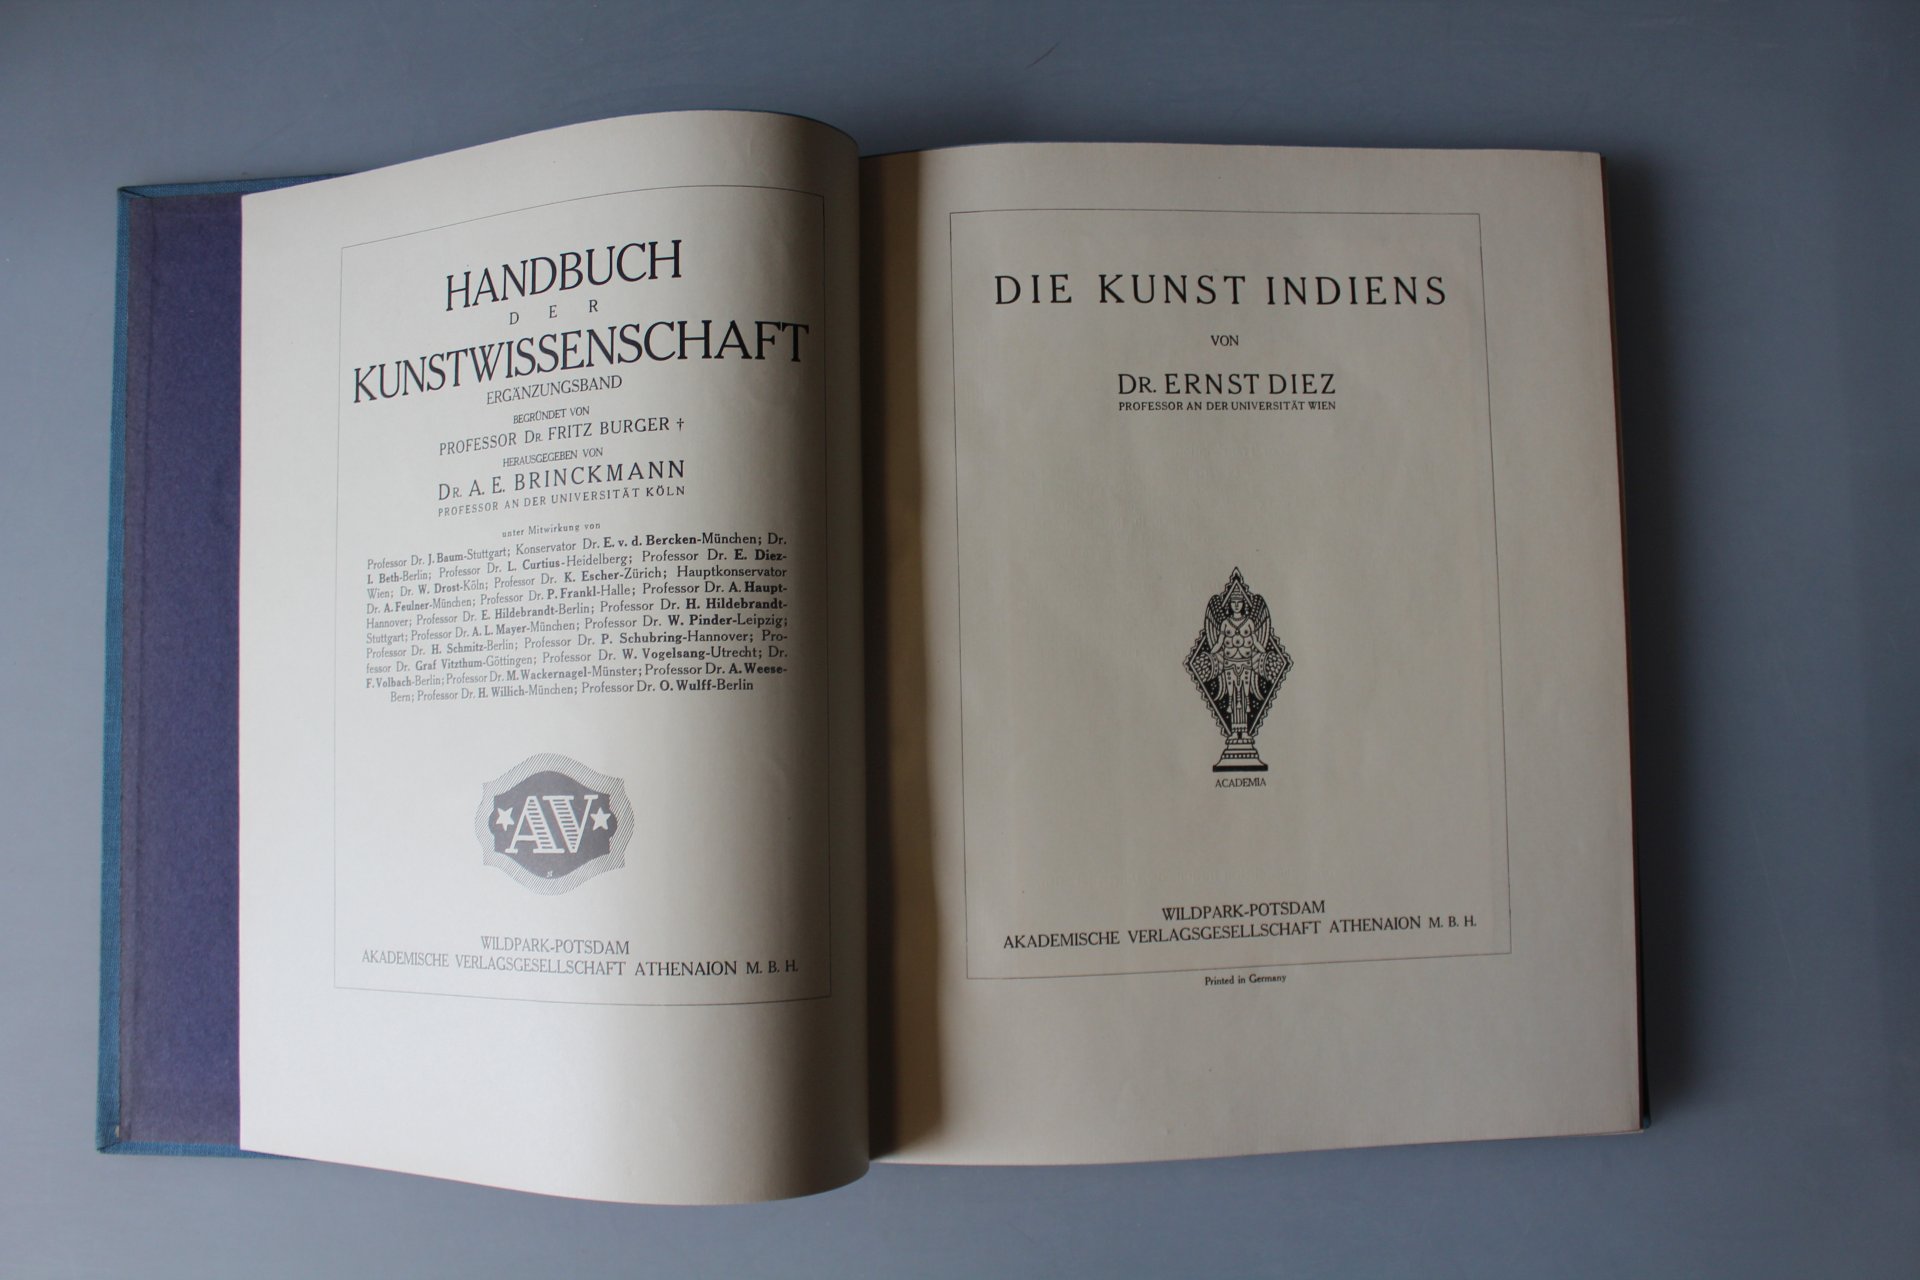 HANDBUCH
DER
KUNSTWISSENSCHAFT
ERGÄNZUNGSBAND
BEGRÜNDET VON
PROFESSOR DR. FRITZ BURGER †
HERAUSGEGEBEN VON
DR. A. E. BRINCKMANN
PROFESSOR AN DER UNIVERSITÄT KÖLN
unter Mitwirkung von
Professor Dr. J. Baum-Stuttgart; Konservator Dr. E. v. d. Bercken-München; Dr.
I. Beth-Berlin; Professor Dr. L. Curtius-Heidelberg; Professor Dr. E. Diez-
Wien; Dr. W. Drost-Köln; Professor Dr. K. Escher-Zürich; Hauptkonservator
Dr. A. Feulner-München; Professor Dr. P. Frankl-Halle; Professor Dr. A. Haupt-
Hannover; Professor Dr. E. Hildebrandt-Berlin; Professor Dr. H. Hildebrandt-
Stuttgart; Professor Dr. A. L. Mayer-München; Professor Dr. W. Pinder-Leipzig;
Professor Dr. H. Schmitz-Berlin; Professor Dr. P. Schubring-Hannover; Pro-
fessor Dr. Graf Vitzthum-Göttingen; Professor Dr. W. Vogelsang-Utrecht; Dr.
F. Volbach-Berlin; Professor Dr. M. Wackernagel-Münster; Professor Dr. A. Weese-
Bern; Professor Dr. H. Willich-München; Professor Dr. O. Wulff-Berlin
AV
WILDPARK-POTSDAM
AKADEMISCHE VERLAGSGESELLSCHAFT ATHENAION M. B. H.
DIE KUNST INDIENS
VON
DR. ERNST DIEZ
PROFESSOR AN DER UNIVERSITÄT WIEN
ACADEMIA
WILDPARK-POTSDAM
AKADEMISCHE VERLAGSGESELLSCHAFT ATHENAION M. B. H.
Printed in Germany